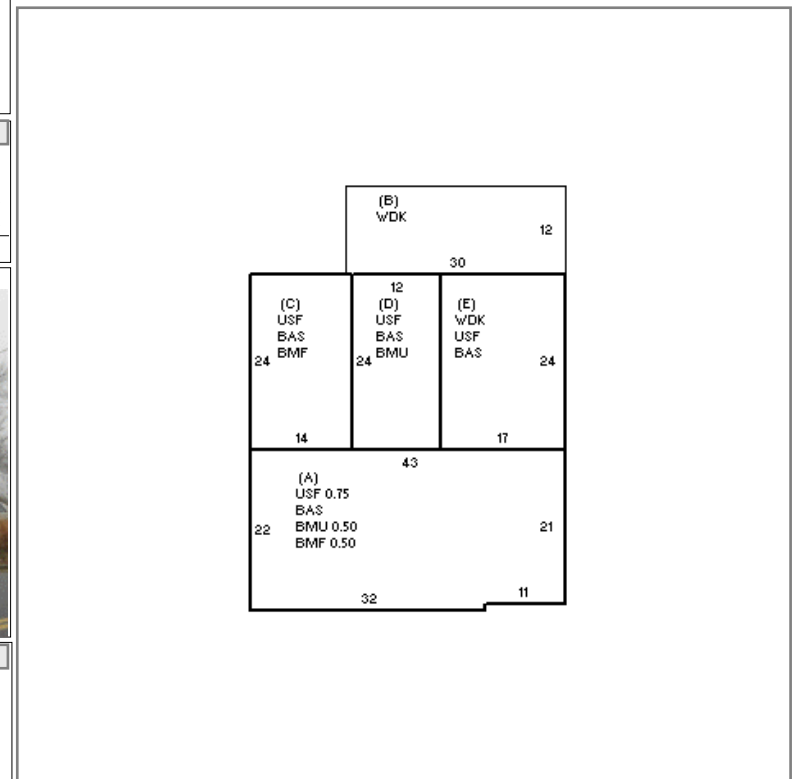 (B)
WDK
12
30
12
(C)
USF
BAS
BMF
24
14
(D)
USF
BAS
BMU
24
(E)
WDK
USF
BAS
24
17
43
(A)
USF 0.75
BAS
BMU 0.50
BMF 0.50
22
21
11
32